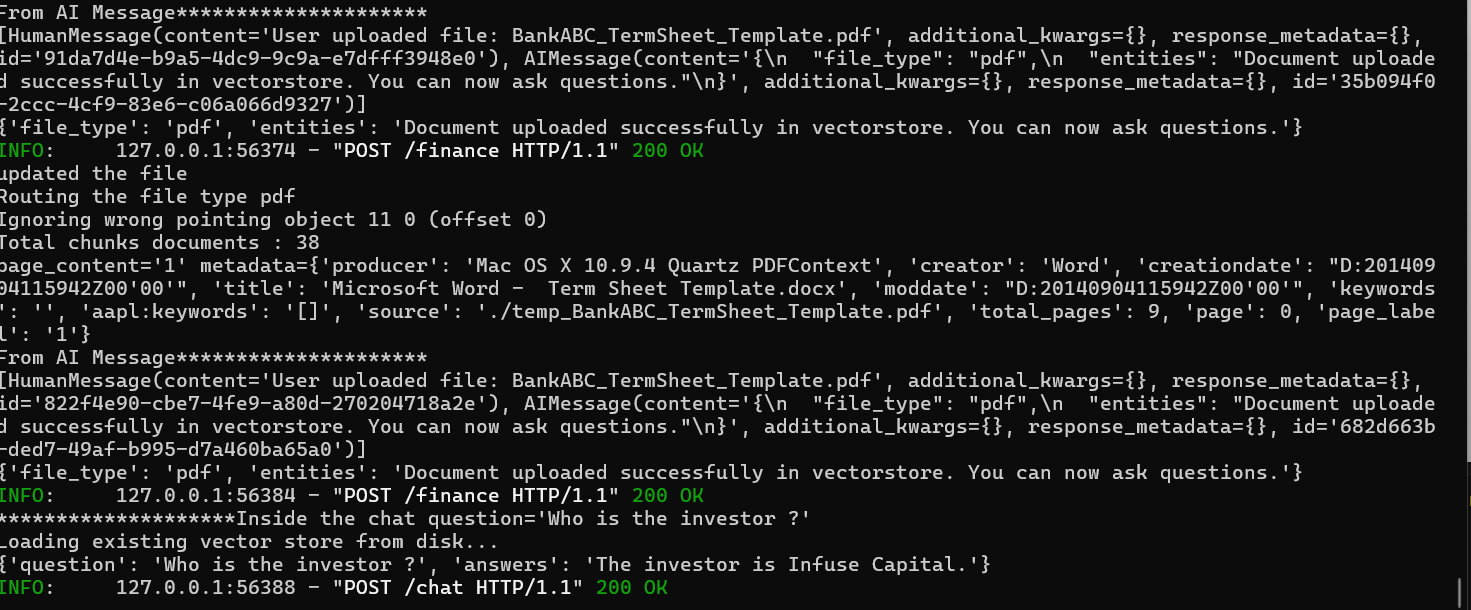 From AI Message*********************
[HumanMessage(content='User uploaded file: BankABC_TermSheet_Template.pdf', additional_kwargs={}, response_metadata={},
id='91da7d4e-b9a5-4dc9-9c9a-e7dfff3948e0'), AIMessage(content='{\n  "file_type": "pdf",\n  "entities": "Document uploade
d successfully in vectorstore. You can now ask questions."\n}', additional_kwargs={}, response_metadata={}, id='35b094f0
-2ccc-4cf9-83e6-c06a066d9327')]
{'file_type': 'pdf', 'entities': 'Document uploaded successfully in vectorstore. You can now ask questions.'}
INFO:     127.0.0.1:56374 - "POST /finance HTTP/1.1" 200 OK
updated the file
Routing the file type pdf
Ignoring wrong pointing object 11 0 (offset 0)
Total chunks documents : 38
page_content='1' metadata={'producer': 'Mac OS X 10.9.4 Quartz PDFContext', 'creator': 'Word', 'creationdate': "D:201409
04115942Z00'00'", 'title': 'Microsoft Word -  Term Sheet Template.docx', 'moddate': "D:20140904115942Z00'00'", 'keywords
': '', 'aapl:keywords': '[]', 'source': './temp_BankABC_TermSheet_Template.pdf', 'total_pages': 9, 'page': 0, 'page_labe
l': '1'}
From AI Message*********************
[HumanMessage(content='User uploaded file: BankABC_TermSheet_Template.pdf', additional_kwargs={}, response_metadata={},
id='822f4e90-cbe7-4fe9-a80d-270204718a2e'), AIMessage(content='{\n  "file_type": "pdf",\n  "entities": "Document uploade
d successfully in vectorstore. You can now ask questions."\n}', additional_kwargs={}, response_metadata={}, id='682d663b
-ded7-49af-b995-d7a460ba65a0')]
{'file_type': 'pdf', 'entities': 'Document uploaded successfully in vectorstore. You can now ask questions.'}
INFO:     127.0.0.1:56384 - "POST /finance HTTP/1.1" 200 OK
********************Inside the chat question='Who is the investor ?'
Loading existing vector store from disk...
{'question': 'Who is the investor ?', 'answers': 'The investor is Infuse Capital.'}
INFO:     127.0.0.1:56388 - "POST /chat HTTP/1.1" 200 OK